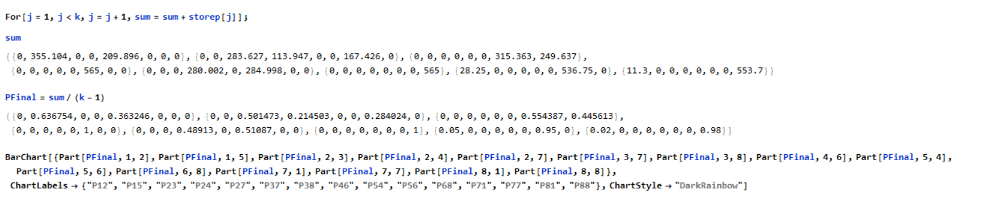 For[j = 1, j < k, j = j + 1, sum = sum + storep[j]];
sum
{{0, 355.104, 0, 0, 209.896, 0, 0, 0}, {0, 0, 283.627, 113.947, 0, 0, 167.426, 0}, {0, 0, 0, 0, 0, 0, 315.363, 249.637},
{0, 0, 0, 0, 0, 565, 0, 0}, {0, 0, 0, 280.002, 0, 284.998, 0, 0}, {0, 0, 0, 0, 0, 0, 0, 565}, {28.25, 0, 0, 0, 0, 0, 536.75, 0}, {11.3, 0, 0, 0, 0, 0, 0, 553.7}}
PFinal = sum / (k - 1)
{{0, 0.636754, 0, 0, 0.363246, 0, 0, 0}, {0, 0, 0.501473, 0.214503, 0, 0, 0.284024, 0}, {0, 0, 0, 0, 0, 0, 0.554387, 0.445613},
{0, 0, 0, 0, 0, 1, 0, 0}, {0, 0, 0, 0.48913, 0, 0.51087, 0, 0}, {0, 0, 0, 0, 0, 0, 0, 1}, {0.05, 0, 0, 0, 0, 0, 0.95, 0}, {0.02, 0, 0, 0, 0, 0, 0, 0.98}}
BarChart[{Part[PFinal, 1, 2], Part[PFinal, 1, 5], Part[PFinal, 2, 3], Part[PFinal, 2, 4], Part[PFinal, 2, 7], Part[PFinal, 3, 7], Part[PFinal, 3, 8], Part[PFinal, 4, 6], Part[PFinal, 5, 4],
Part[PFinal, 5, 6], Part[PFinal, 6, 8], Part[PFinal, 7, 1], Part[PFinal, 7, 7], Part[PFinal, 8, 1], Part[PFinal, 8, 8]},
ChartLabels → {"P12", "P15", "P23", "P24", "P27", "P37", "P38", "P46", "P54", "P56", "P68", "P71", "P77", "P81", "P88"}, ChartStyle → "DarkRainbow"]